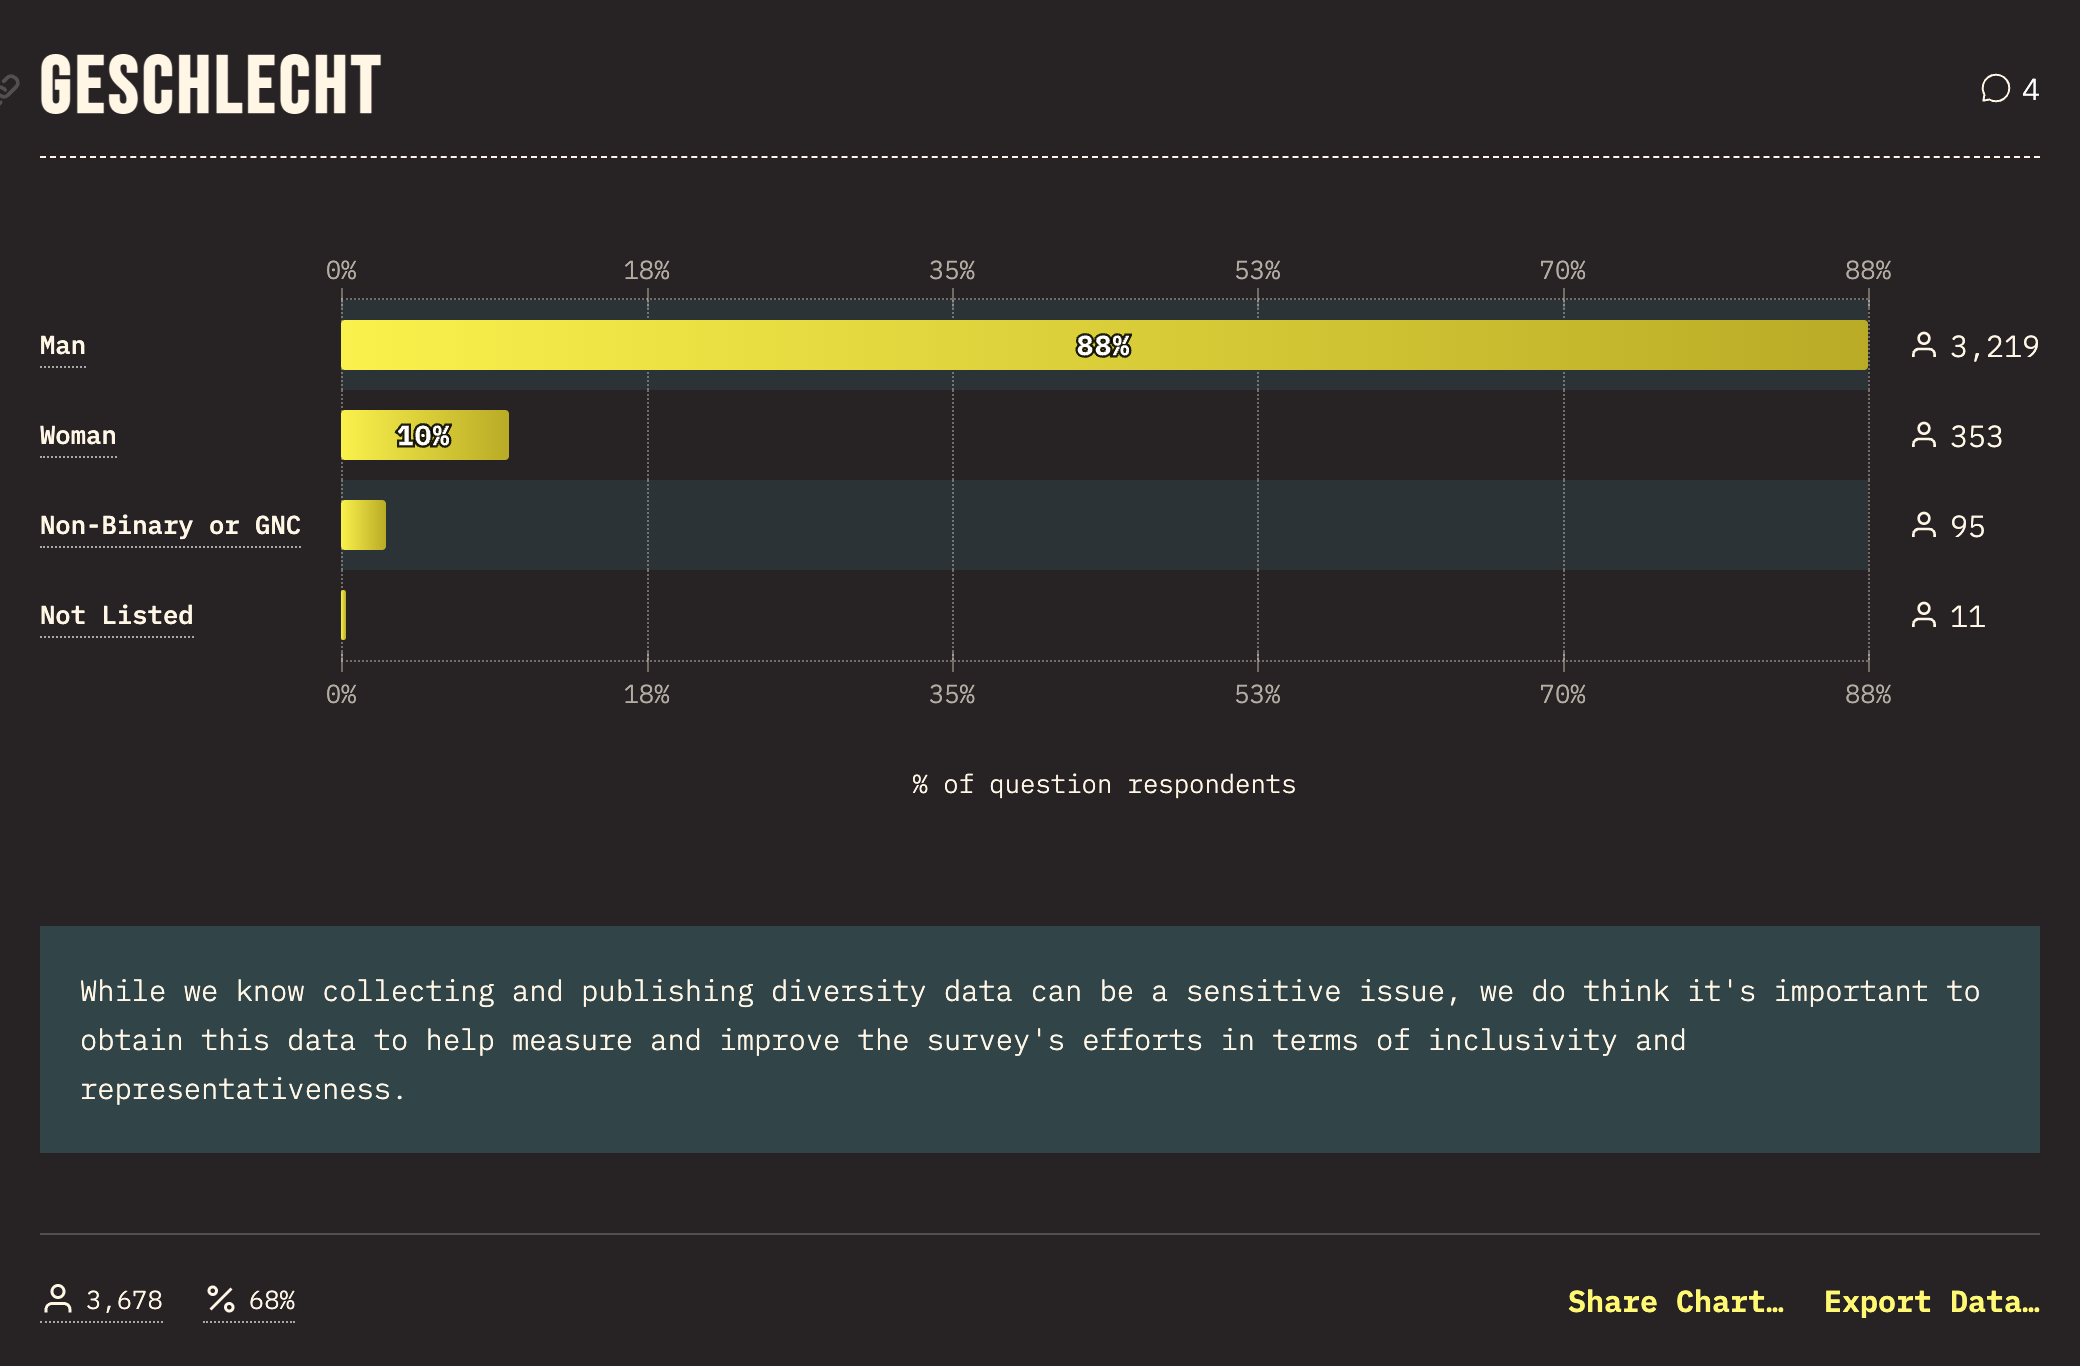 GESCHLECHT
4
0% 18% 35% 53% 70% 88%
Man 88% 3,219
Woman 10% 353
Non-Binary or GNC 95
Not Listed 11
0% 18% 35% 53% 70% 88%
% of question respondents
While we know collecting and publishing diversity data can be a sensitive issue, we do think it's important to
obtain this data to help measure and improve the survey's efforts in terms of inclusivity and
representativeness.
3,678 % 68% Share Chart… Export Data…